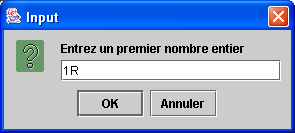 Input
Entrez un premier nombre entier
1R
OK
Annuler